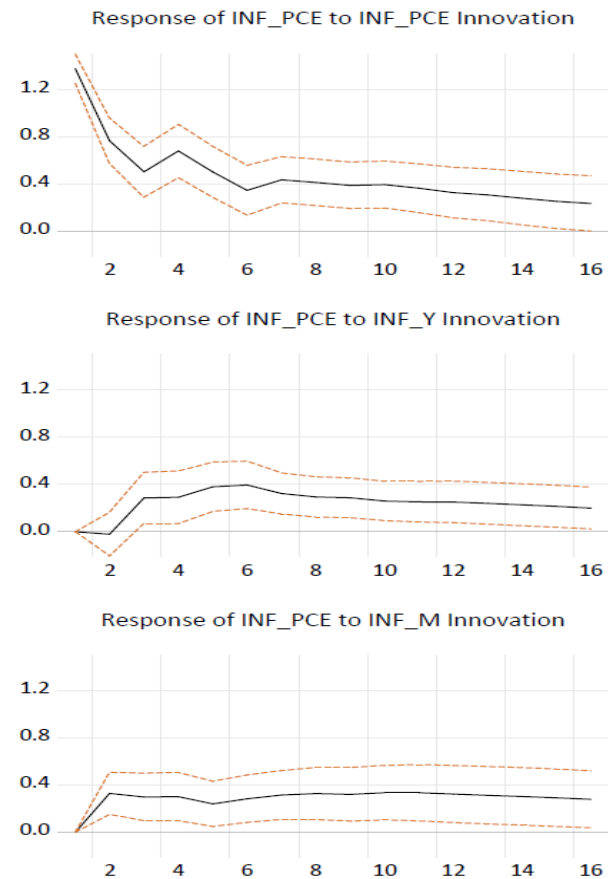 Response of INF_PCE to INF_PCE Innovation
1.2
0.8
0.4
0.0
2 4 6 8 10 12 14 16
Response of INF_PCE to INF_Y Innovation
1.2
0.8
0.4
0.0
2 4 6 8 10 12 14 16
Response of INF_PCE to INF_M Innovation
1.2
0.8
0.4
0.0
2 4 6 8 10 12 14 16